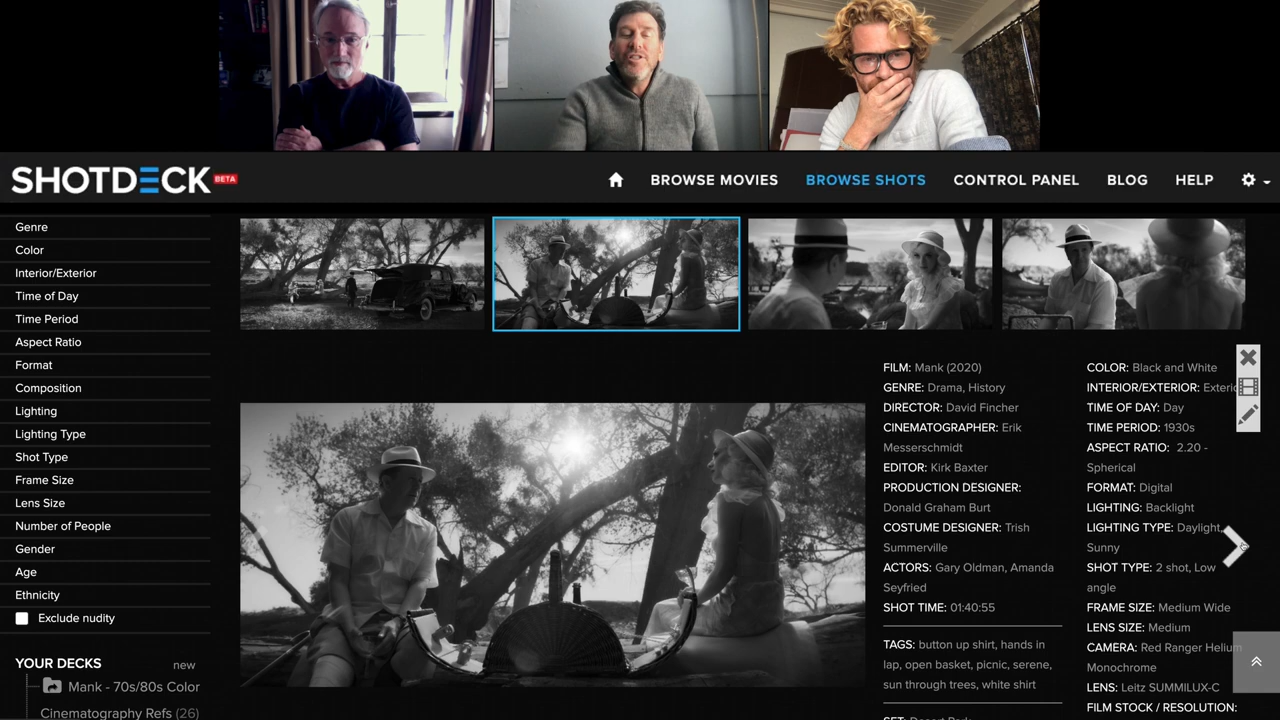 SHOTDECK BETA
BROWSE MOVIES
BROWSE SHOTS
CONTROL PANEL
BLOG
HELP
Genre
Color
Interior/Exterior
Time of Day
Time Period
Aspect Ratio
Format
Composition
Lighting
Lighting Type
Shot Type
Frame Size
Lens Size
Number of People
Gender
Age
Ethnicity
Exclude nudity
YOUR DECKS new
Mank - 70s/80s Color
Cinematography Refs (26)
FILM: Mank (2020)
GENRE: Drama, History
DIRECTOR: David Fincher
CINEMATOGRAPHER: Erik
Messerschmidt
EDITOR: Kirk Baxter
PRODUCTION DESIGNER:
Donald Graham Burt
COSTUME DESIGNER: Trish
Summerville
ACTORS: Gary Oldman, Amanda
Seyfried
SHOT TIME: 01:40:55
TAGS: button up shirt, hands in
lap, open basket, picnic, serene,
sun through trees, white shirt
COLOR: Black and White
INTERIOR/EXTERIOR:
TIME OF DAY: Day
TIME PERIOD: 1930s
ASPECT RATIO: 2.20 -
Spherical
FORMAT: Digital
LIGHTING: Backlight
LIGHTING TYPE: Daylight,
Sunny
SHOT TYPE: 2 shot, Low
angle
FRAME SIZE: Medium Wide
LENS SIZE: Medium
CAMERA: Red Ranger Helium
Monochrome
LENS: Leitz SUMMILUX-C
FILM STOCK / RESOLUTION: